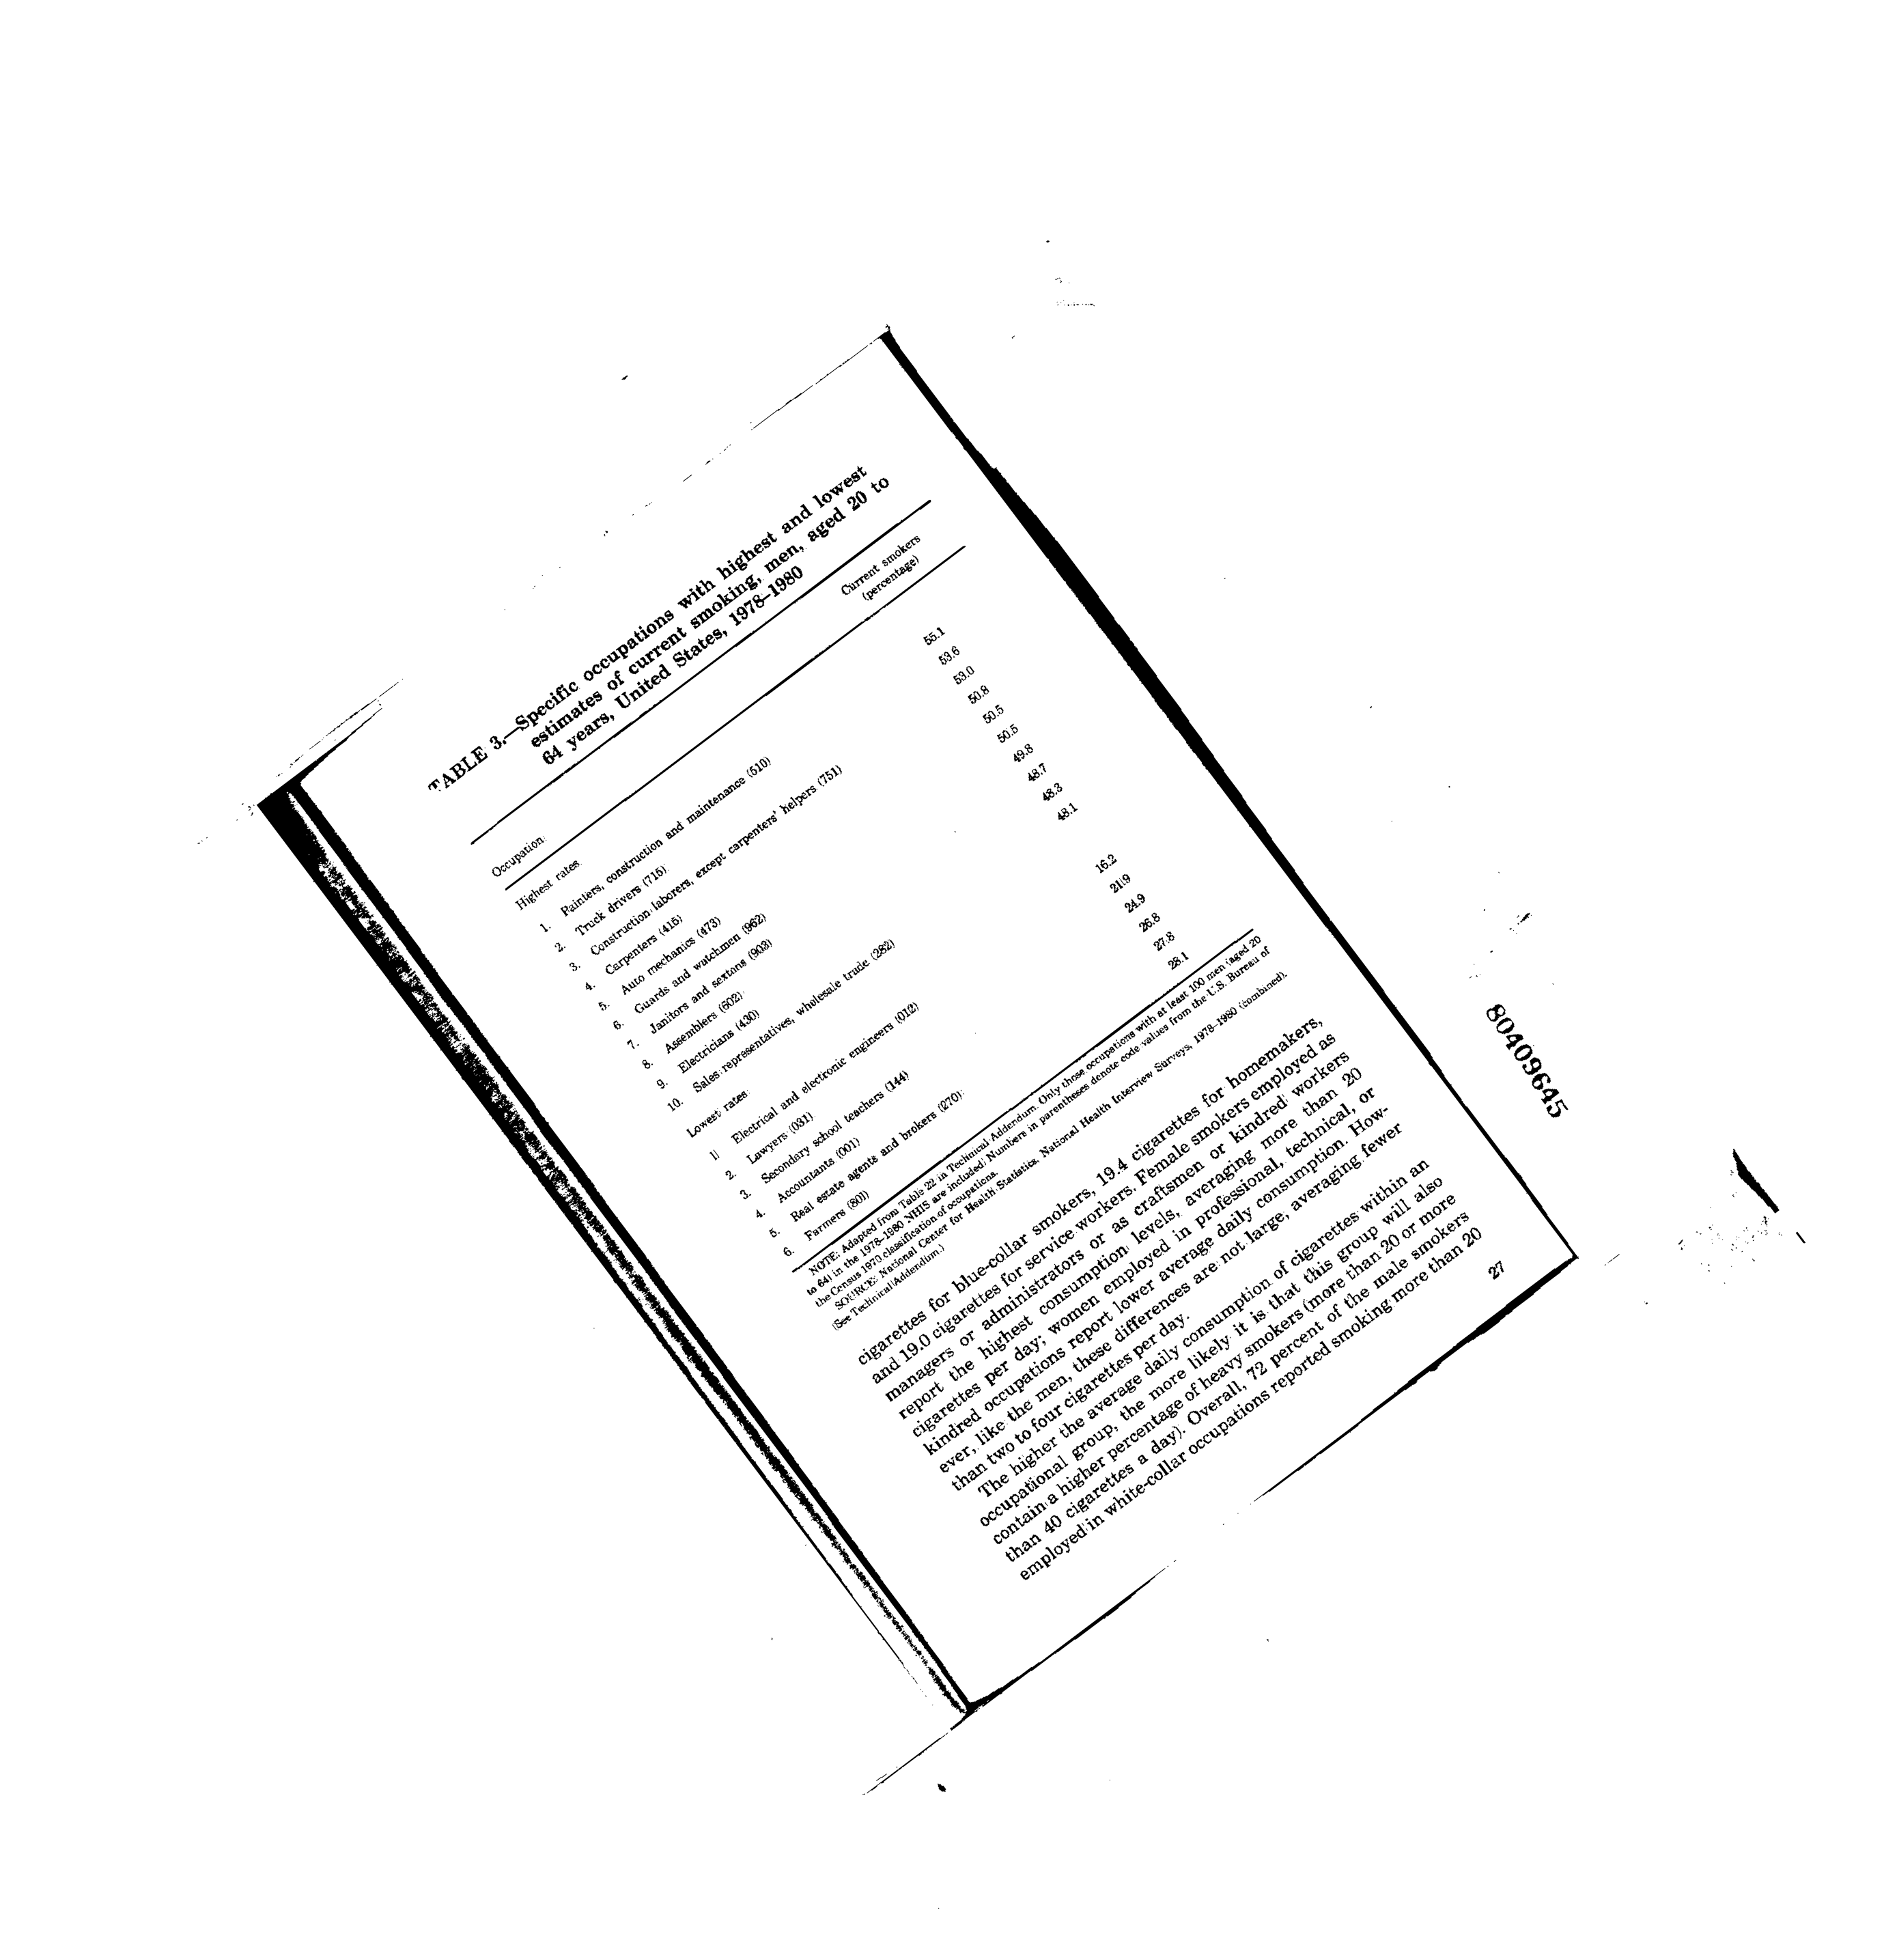 TABLE 3.—Specific occupations with highest and lowest
estimates of current smoking, men, aged 20 to
64 years, United States, 1978–1980
Occupation
Current smokers
(percentage)
Highest rates
1. Painters, construction and maintenance (510) 55.1
2. Truck drivers (715) 53.6
3. Construction laborers, except carpenters' helpers (751) 53.0
4. Carpenters (415) 50.8
5. Auto mechanics (473) 50.5
6. Guards and watchmen (962) 50.5
7. Janitors and sextons (903) 49.8
8. Assemblers (602) 48.7
9. Electricians (430) 48.3
10. Sales representatives, wholesale trade (282) 48.1
Lowest rates
1. Electrical and electronic engineers (012) 16.2
2. Lawyers (031) 21.9
3. Secondary school teachers (144) 24.9
4. Accountants (001) 26.8
5. Real estate agents and brokers (270) 27.8
6. Farmers (801) 28.1
NOTE: Adapted from Table 22 in Technical Addendum. Only those occupations with at least 100 men (aged 20
to 64) in the 1978–1980 NHIS are included. Numbers in parentheses denote code values from the U.S. Bureau of
the Census 1970 classification of occupations.
SOURCE: National Center for Health Statistics, National Health Interview Surveys, 1978–1980 (combined).
(See Technical Addendum.)
cigarettes for blue-collar smokers, 19.4 cigarettes for homemakers,
and 19.0 cigarettes for service workers. Female smokers employed as
managers or administrators or as craftsmen or kindred workers
report the highest consumption levels, averaging more than 20
cigarettes per day; women employed in professional, technical, or
kindred occupations report lower average daily consumption. How-
ever, like the men, these differences are not large, averaging fewer
than two to four cigarettes per day.
The higher the average daily consumption of cigarettes within an
occupational group, the more likely it is that this group will also
contain a higher percentage of heavy smokers (more than 20 or more
than 40 cigarettes a day). Overall, 72 percent of the male smokers
employed in white-collar occupations reported smoking more than 20
27
80409645